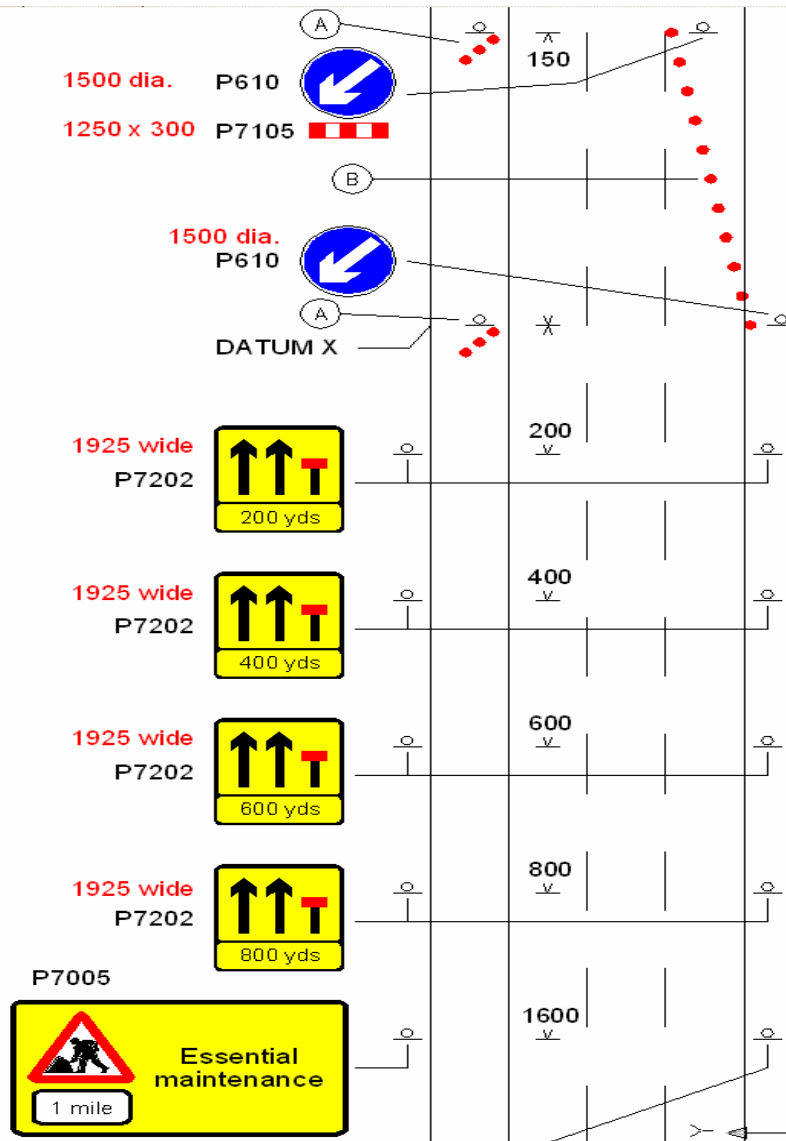 A
150
1500 dia. P610
1250 x 300 P7105
B
1500 dia.
P610
A
DATUM X
200
1925 wide
P7202
200 yds
400
1925 wide
P7202
400 yds
600
1925 wide
P7202
600 yds
800
1925 wide
P7202
800 yds
P7005
1600
Essential
maintenance
1 mile